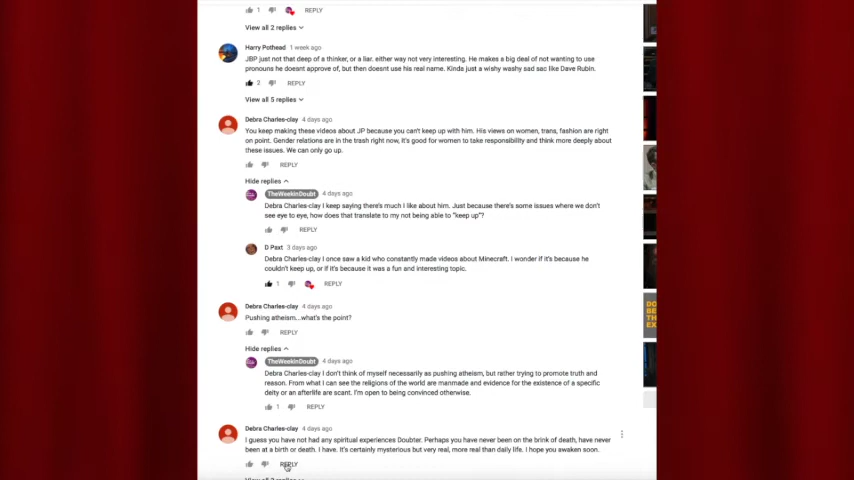 1 REPLY
View all 2 replies
Harry Pothead 1 week ago
JBP just not that deep of a thinker, or a liar. either way not very interesting. He makes a big deal of not wanting to use
pronouns he doesnt approve of, but then doesnt use his real name. Kinda just a wishy washy sad sac like Dave Rubin.
2 REPLY
View all 5 replies
Debra Charles-clay 4 days ago
You keep making these videos about JP because you can't keep up with him. His views on women, trans, fashion are right
on point. Gender relations are in the trash right now, it's good for women to take responsibility and think more deeply about
these issues. We can only go up.
REPLY
Hide replies
TheWeekinDoubt 4 days ago
Debra Charles-clay I keep saying there's much I like about him. Just because there's some issues where we don't
see eye to eye, how does that translate to my not being able to "keep up"?
REPLY
D Paxt 3 days ago
Debra Charles-clay I once saw a kid who constantly made videos about Minecraft. I wonder if it's because he
couldn't keep up, or if it's because it was a fun and interesting topic.
1 REPLY
Debra Charles-clay 4 days ago
Pushing atheism...what's the point?
REPLY
Hide replies
TheWeekinDoubt 4 days ago
Debra Charles-clay I don't think of myself necessarily as pushing atheism, but rather trying to promote truth and
reason. From what I can see the religions of the world are manmade and evidence for the existence of a specific
deity or an afterlife are scant. I'm open to being convinced otherwise.
1 REPLY
Debra Charles-clay 4 days ago
I guess you have not had any spiritual experiences Doubter. Perhaps you have never been on the brink of death, have never
been at a birth or death. I have. It's certainly mysterious but very real, more real than daily life. I hope you awaken soon.
REPLY
View all 2 replies
DO
BE
TH
EX